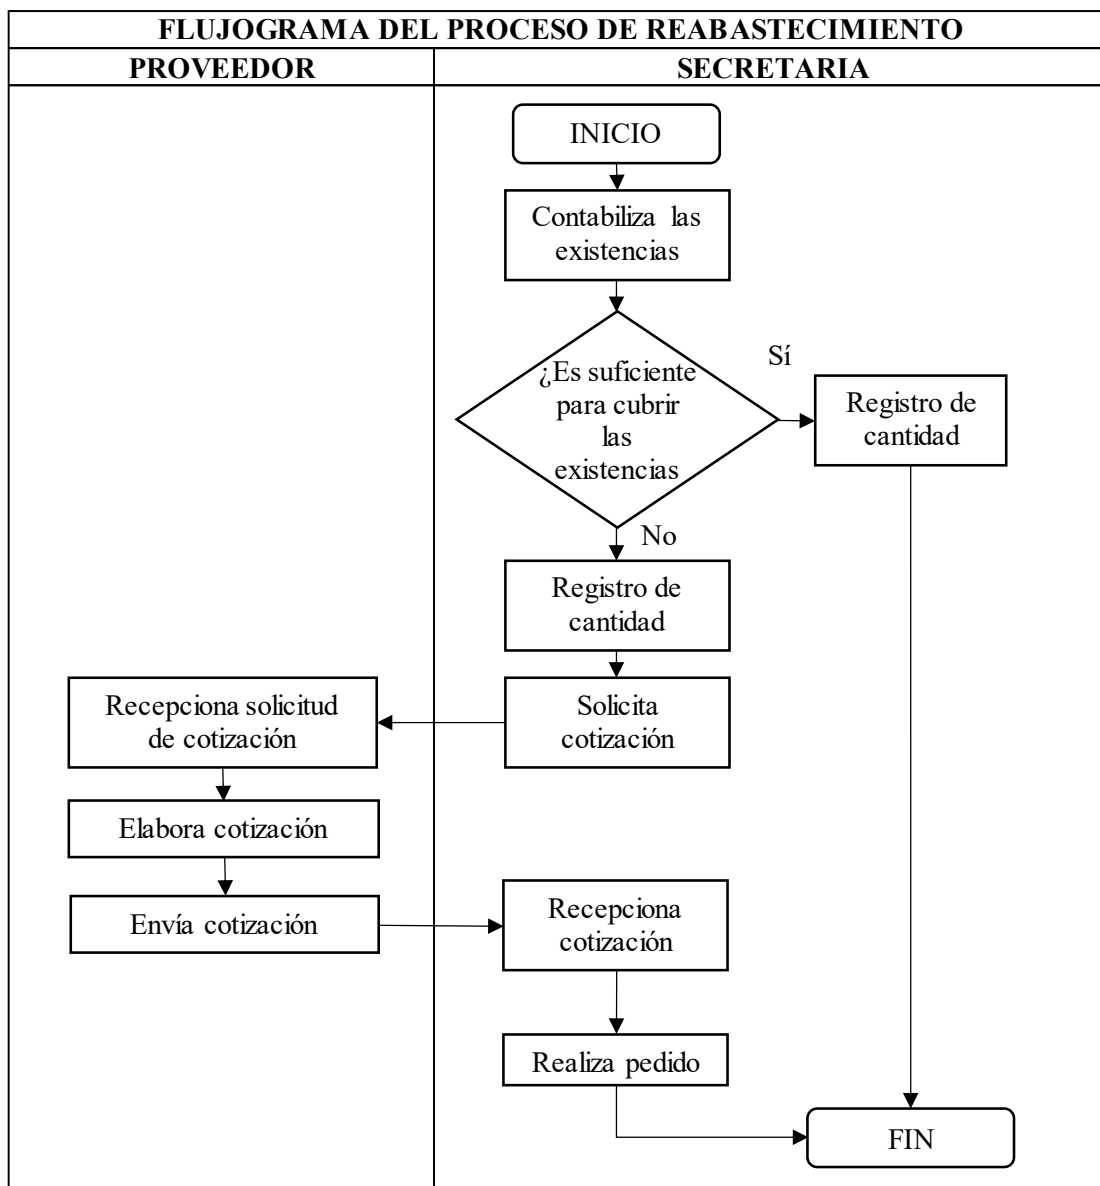 FLUJOGRAMA DEL PROCESO DE REABASTECIMIENTO
PROVEEDOR
SECRETARIA
INICIO
Contabiliza las
existencias
¿Es suficiente
para cubrir
las
existencias
Sí
Registro de
cantidad
No
Registro de
cantidad
Solicita
cotización
Recepciona solicitud
de cotización
Elabora cotización
Envía cotización
Recepciona
cotización
Realiza pedido
FIN